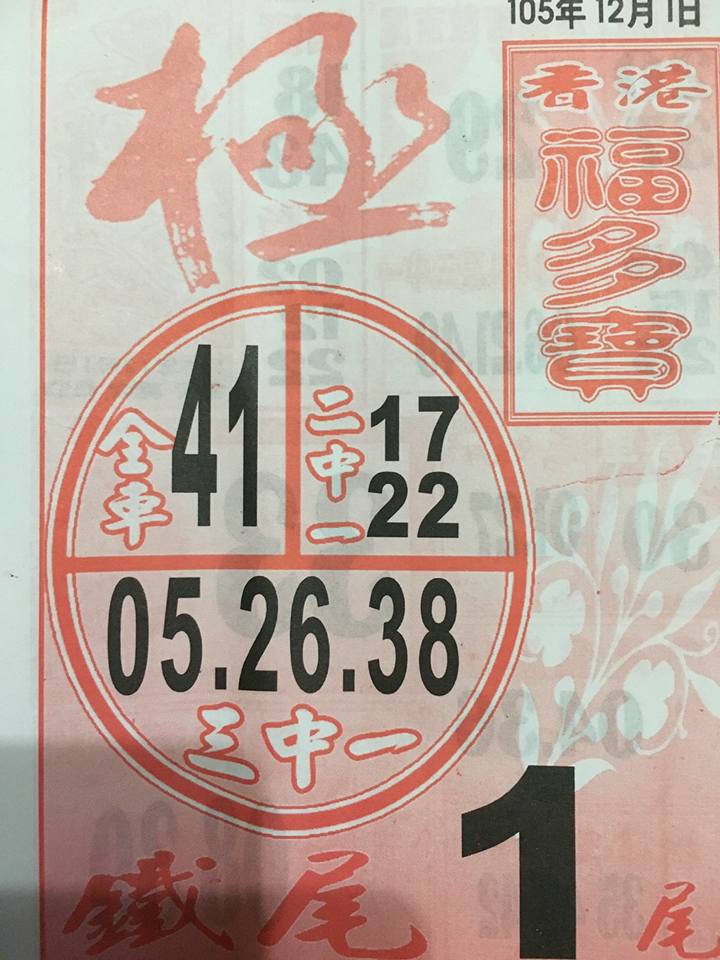 105年12月1日
極
香港
福多寶
全車 41
二中一 17 22
05.26.38
三中一
鐵尾 1尾